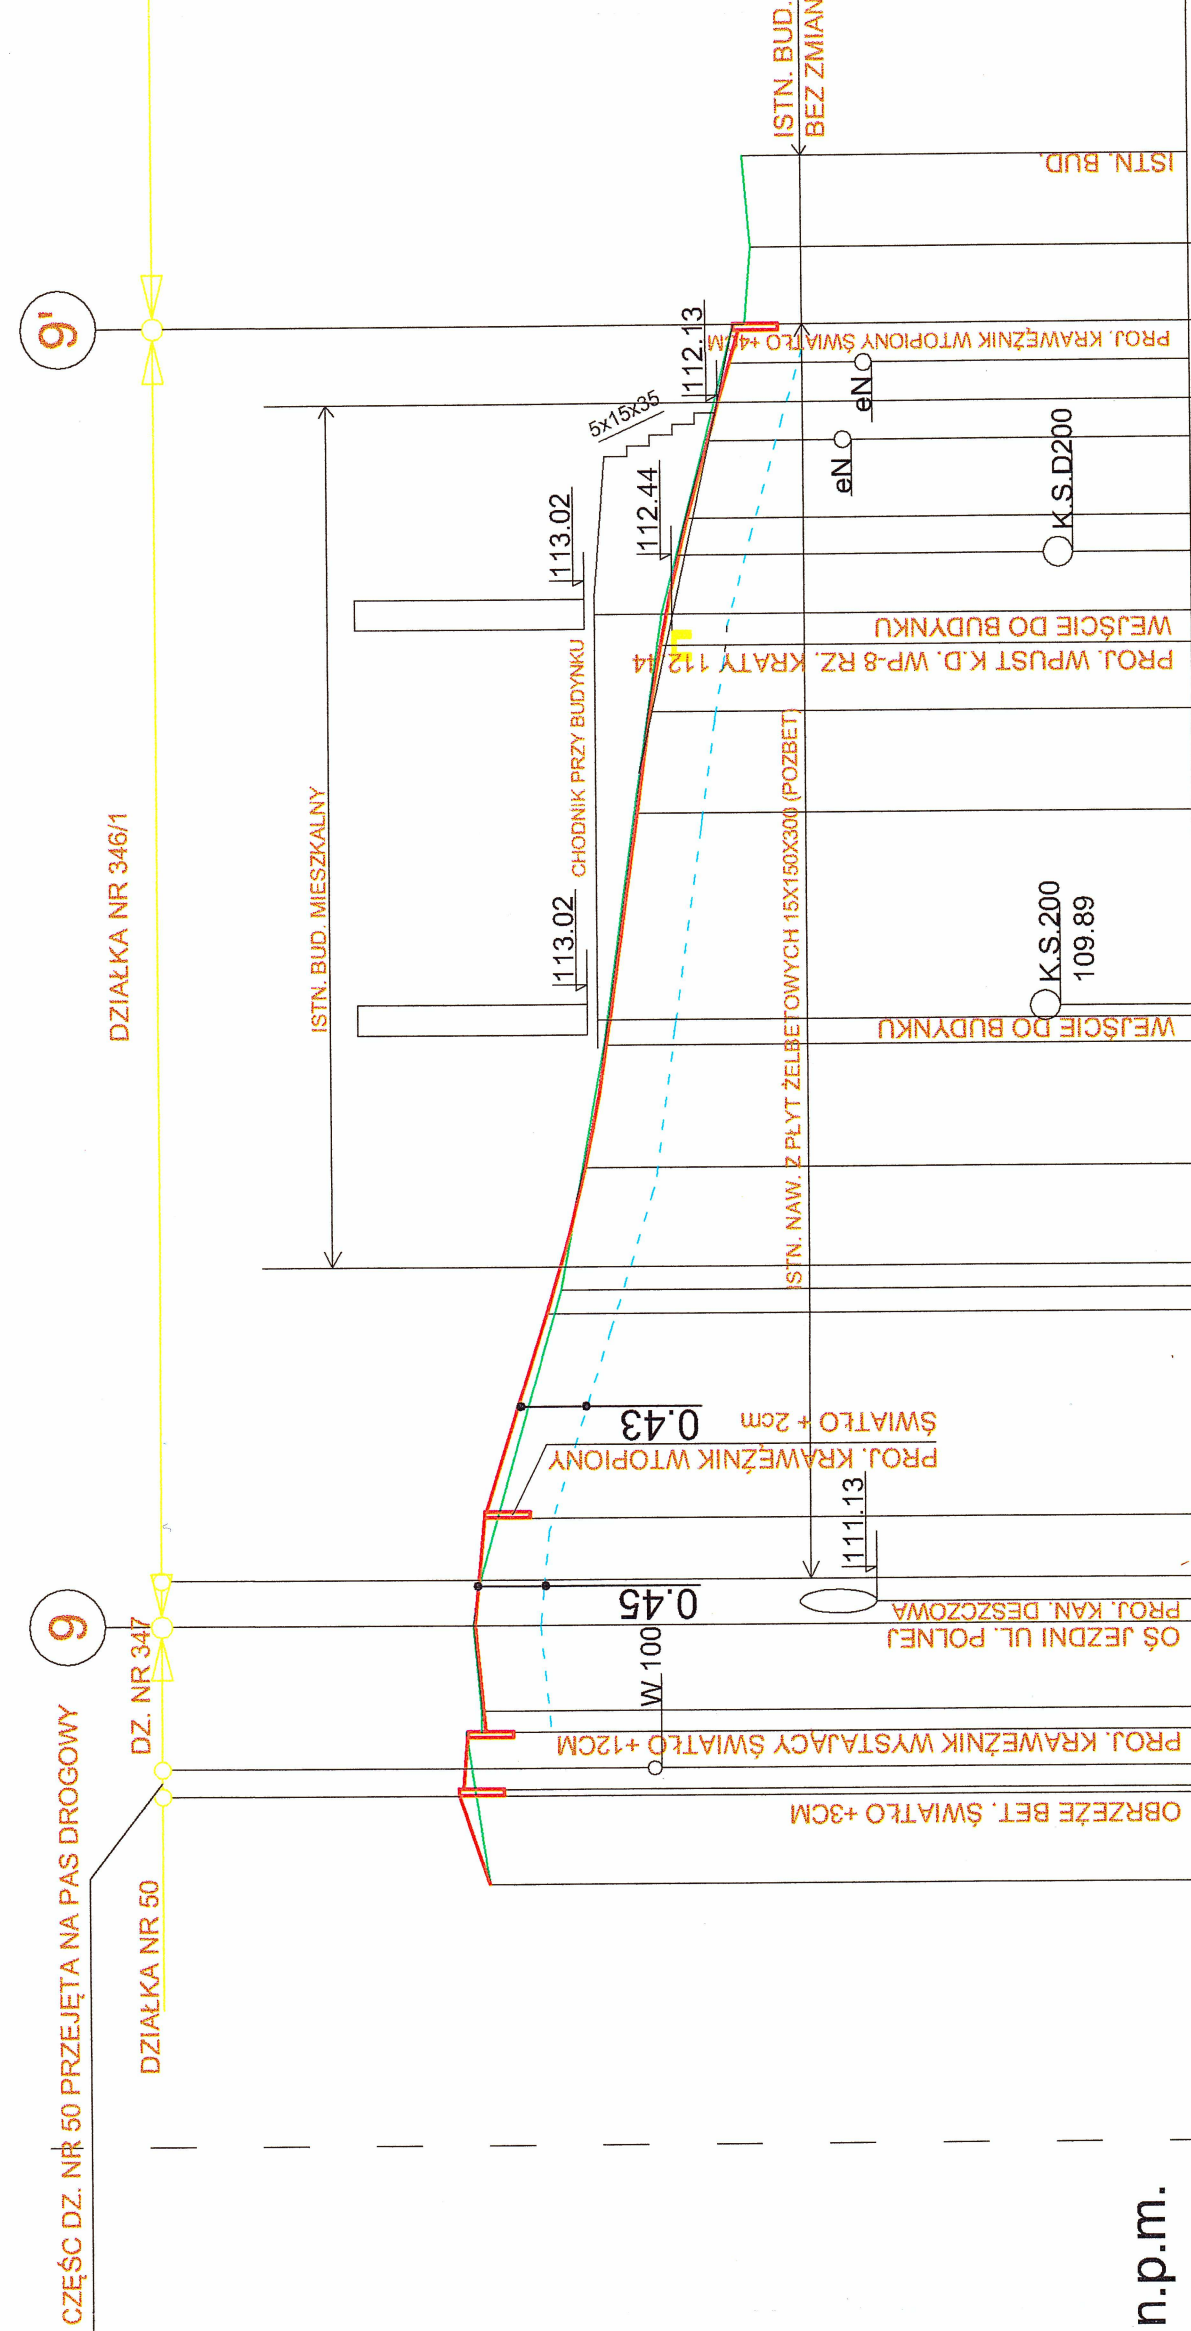 CZĘŚC DZ. NR 50 PRZEJĘTA NA PAS DROGOWY
DZIAŁKA NR 50
DZ. NR 347
9
DZIAŁKA NR 346/1
9'
ISTN. BUD. MIESZKALNY
113.02
CHODNIK PRZY BUDYNKU
113.02
5x15x35
112.44
112.13
ISTN. BUD.
BEZ ZMIAN
ISTN. BUD.
PROJ. KRAWĘŻNIK WTOPIONY ŚWIATŁO +4CM
eN
eN
K.S.D200
WEJŚCIE DO BUDYNKU
PROJ. WPUST K.D. WP-8 RZ. KRATY 112.44
ISTN. NAW. Z PŁYT ŻELBETOWYCH 15X150X300 (POZBET)
K.S.200
109.89
WEJŚCIE DO BUDYNKU
0.43
ŚWIATŁO + 2cm
PROJ. KRAWĘŻNIK WTOPIONY
111.13
0.45
PROJ. KAN. DESZCZOWA
OŚ JEZDNI UL. POLNEJ
W 100
PROJ. KRAWĘŻNIK WYSTAJĄCY ŚWIATŁO +12CM
OBRZEŻE BET. ŚWIATŁO +3CM
n.p.m.